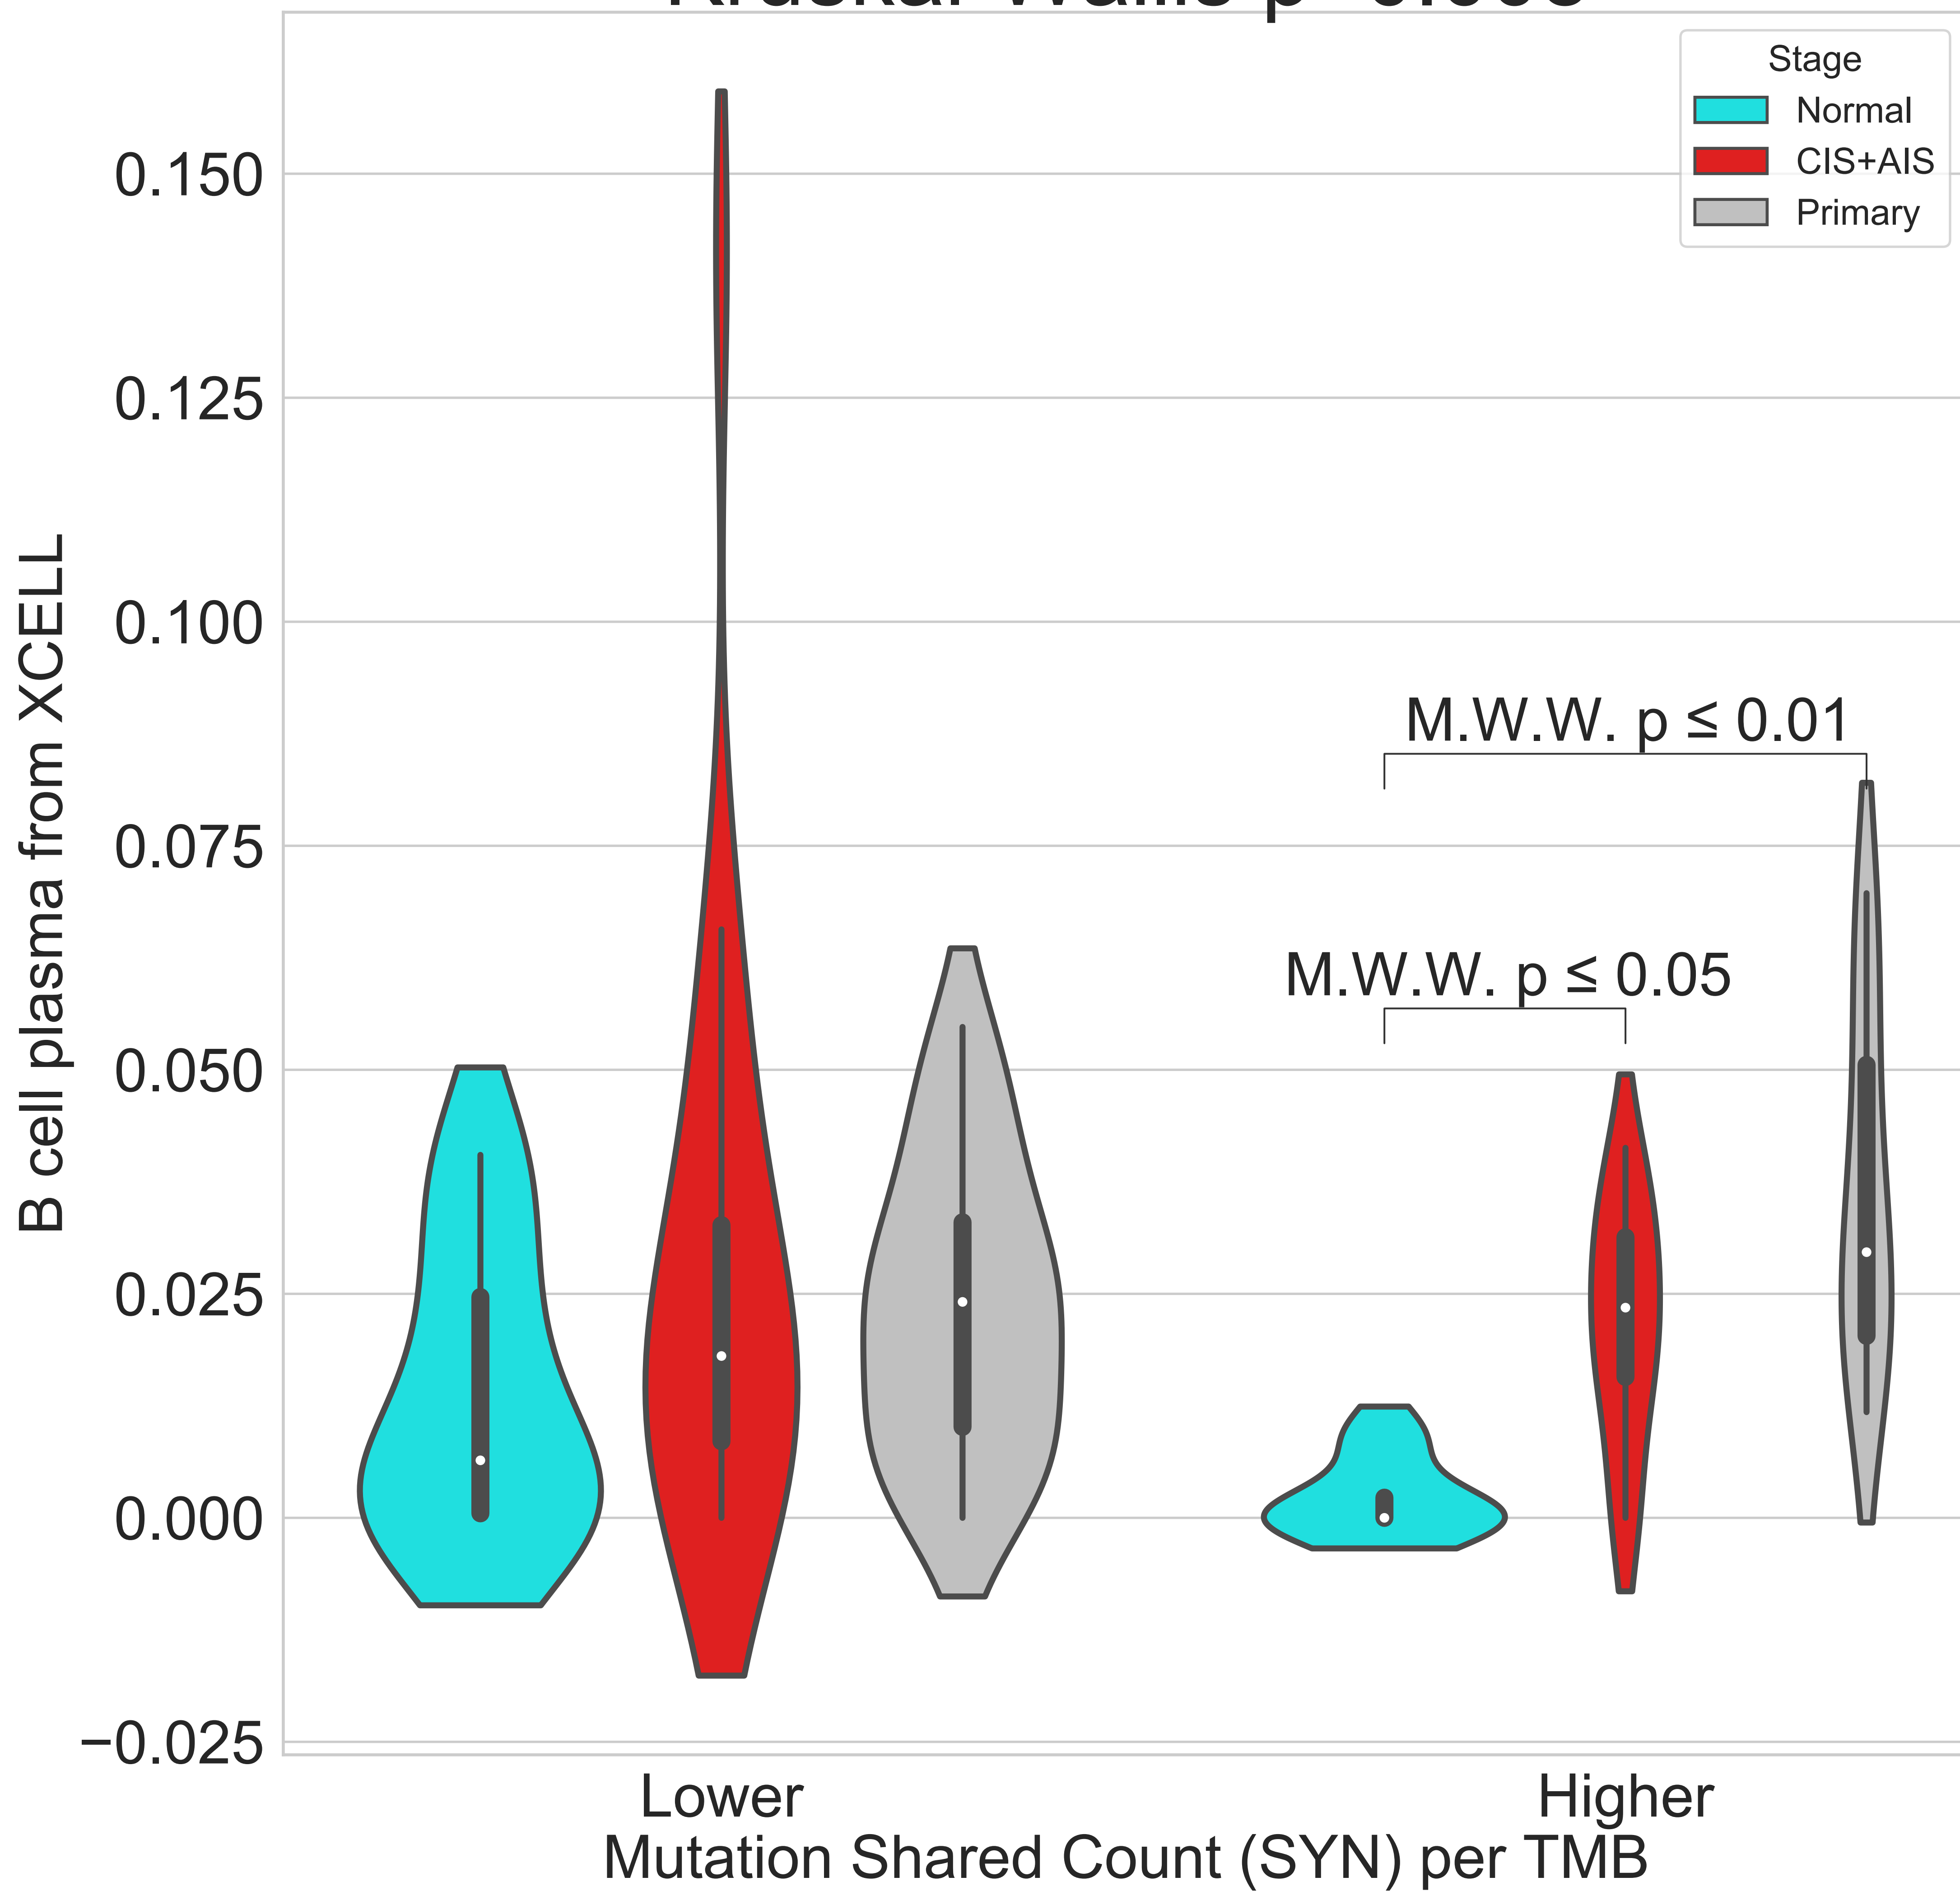 Stage
Normal
CIS+AIS
Primary
0.150
0.125
0.100
0.075
0.050
0.025
0.000
−0.025
B cell plasma from XCELL
M.W.W. p ≤ 0.01
M.W.W. p ≤ 0.05
Lower
Higher
Mutation Shared Count (SYN) per TMB